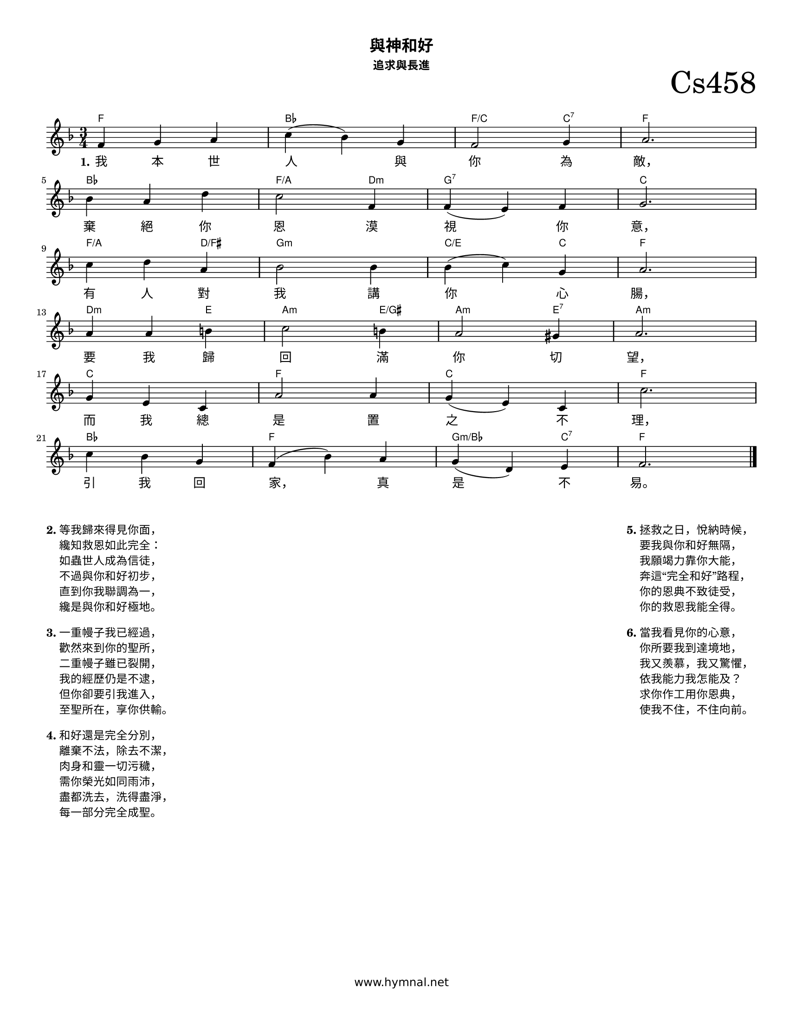 與神和好
追求與長進
Cs458
F B♭ F/C C7 F
1. 我 本 世 人 與 你 為 敵，
5 B♭ F/A Dm G7 C
棄 絕 你 恩 漠 視 你 意，
9 F/A D/F♯ Gm C/E C F
有 人 對 我 講 你 心 腸，
13 Dm E Am E/G♯ Am E7 Am
要 我 歸 回 滿 你 切 望，
17 C F C F
而 我 總 是 置 之 不 理，
21 B♭ F Gm/B♭ C7 F
引 我 回 家， 真 是 不 易。
2. 等我歸來得見你面，
纔知救恩如此完全：
如蟲世人成為信徒，
不過與你和好初步，
直到你我聯調為一，
纔是與你和好極地。
3. 一重幔子我已經過，
歡然來到你的聖所，
二重幔子雖已裂開，
我的經歷仍是不逮，
但你卻要引我進入，
至聖所在，享你供輸。
4. 和好還是完全分別，
離棄不法，除去不潔，
肉身和靈一切污穢，
需你榮光如同雨沛，
盡都洗去，洗得盡淨，
每一部分完全成聖。
5. 拯救之日，悅納時候，
要我與你和好無隔，
我願竭力靠你大能，
奔這“完全和好”路程，
你的恩典不致徒受，
你的救恩我能全得。
6. 當我看見你的心意，
你所要我到達境地，
我又羨慕，我又驚懼，
依我能力我怎能及？
求你作工用你恩典，
使我不住，不住向前。
www.hymnal.net